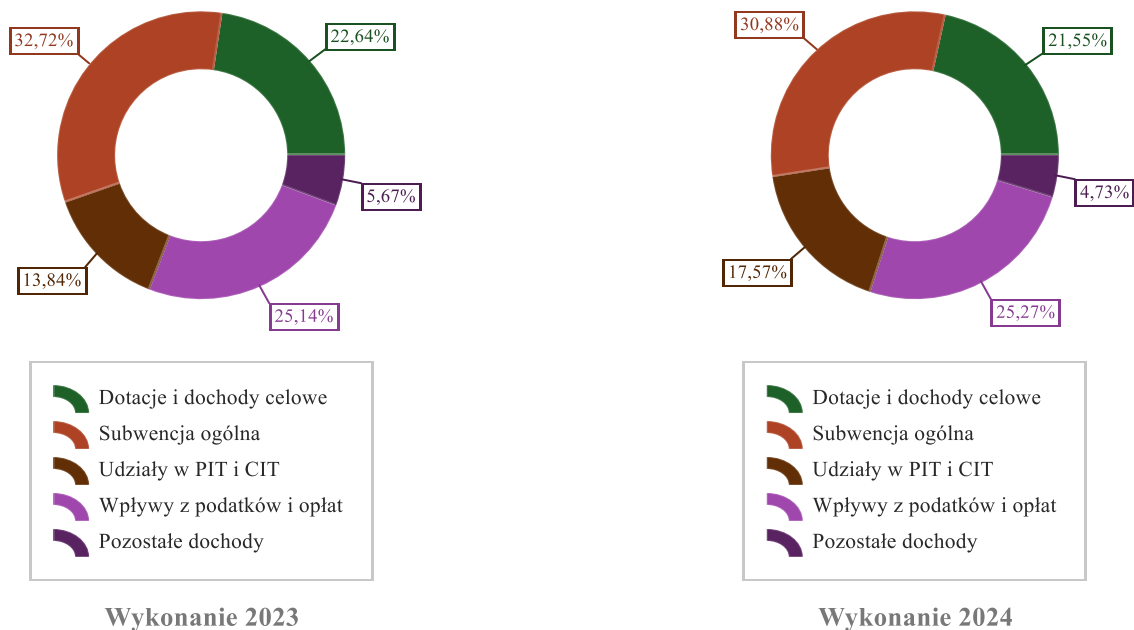 32,72%
22,64%
5,67%
13,84%
25,14%
Dotacje i dochody celowe
Subwencja ogólna
Udziały w PIT i CIT
Wpływy z podatków i opłat
Pozostałe dochody
Wykonanie 2023
30,88%
21,55%
4,73%
17,57%
25,27%
Dotacje i dochody celowe
Subwencja ogólna
Udziały w PIT i CIT
Wpływy z podatków i opłat
Pozostałe dochody
Wykonanie 2024